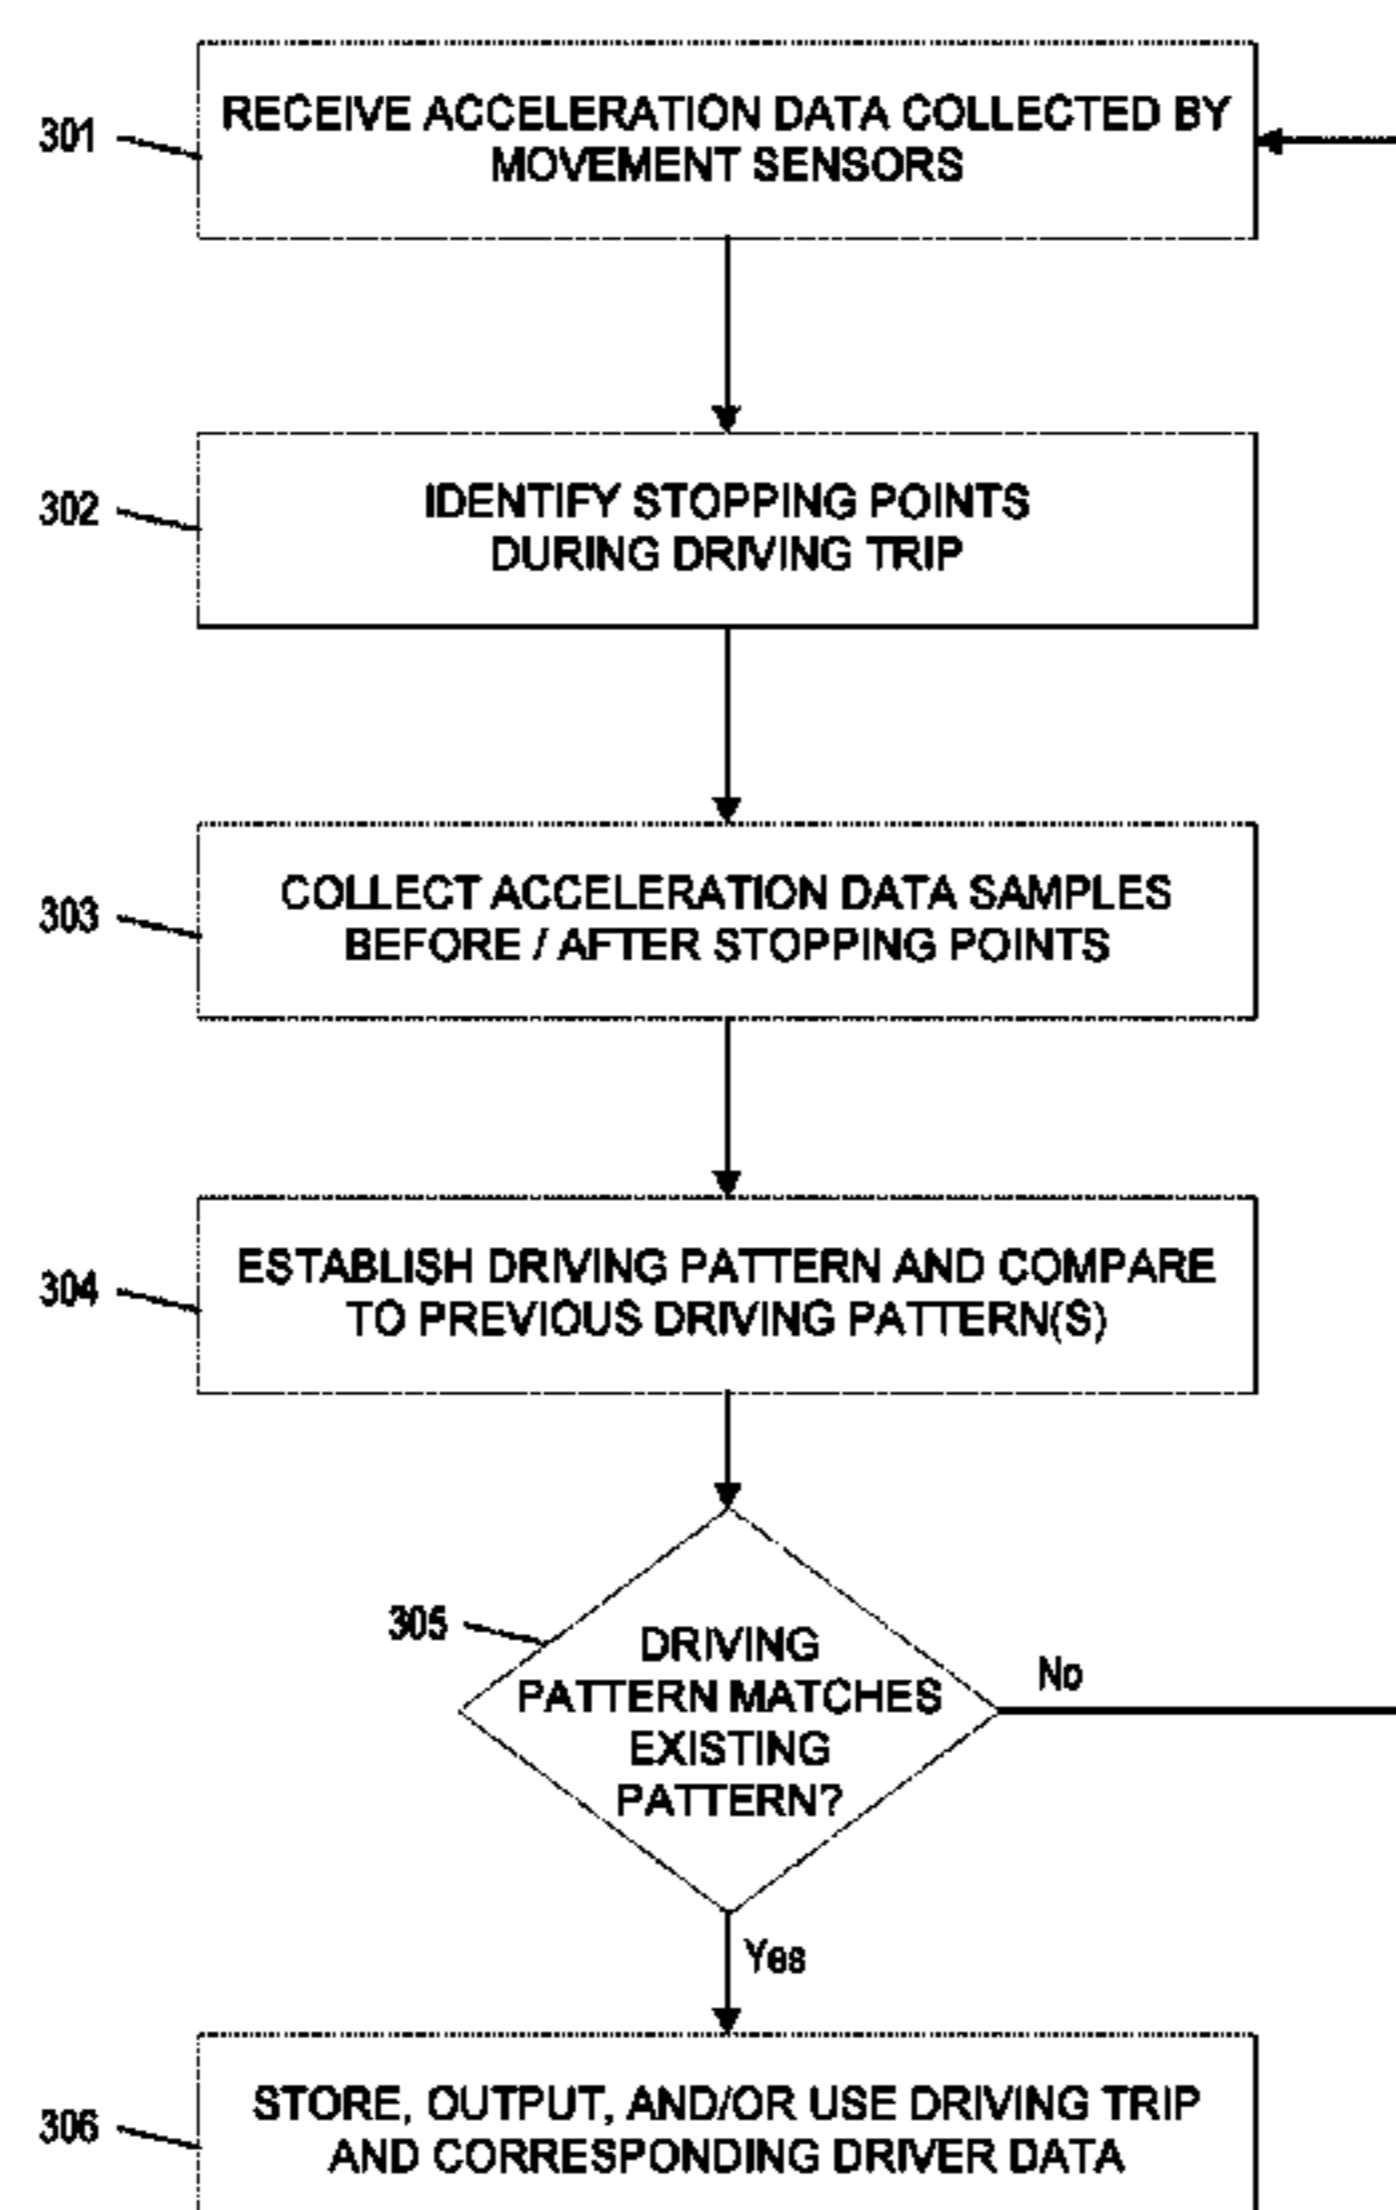 RECEIVE ACCELERATION DATA COLLECTED BY
MOVEMENT SENSORS
301
IDENTIFY STOPPING POINTS
DURING DRIVING TRIP
302
COLLECT ACCELERATION DATA SAMPLES
BEFORE / AFTER STOPPING POINTS
303
ESTABLISH DRIVING PATTERN AND COMPARE
TO PREVIOUS DRIVING PATTERN(S)
304
305
DRIVING
PATTERN MATCHES
EXISTING
PATTERN?
No
Yes
STORE, OUTPUT, AND/OR USE DRIVING TRIP
AND CORRESPONDING DRIVER DATA
306